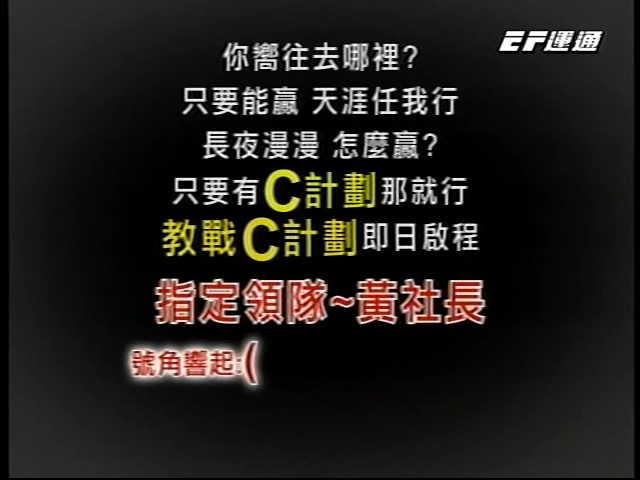 EF運通
你嚮往去哪裡?
只要能贏 天涯任我行
長夜漫漫 怎麼贏?
只要有C計劃那就行
教戰C計劃即日啟程
指定領隊~黃社長
號角響起:(